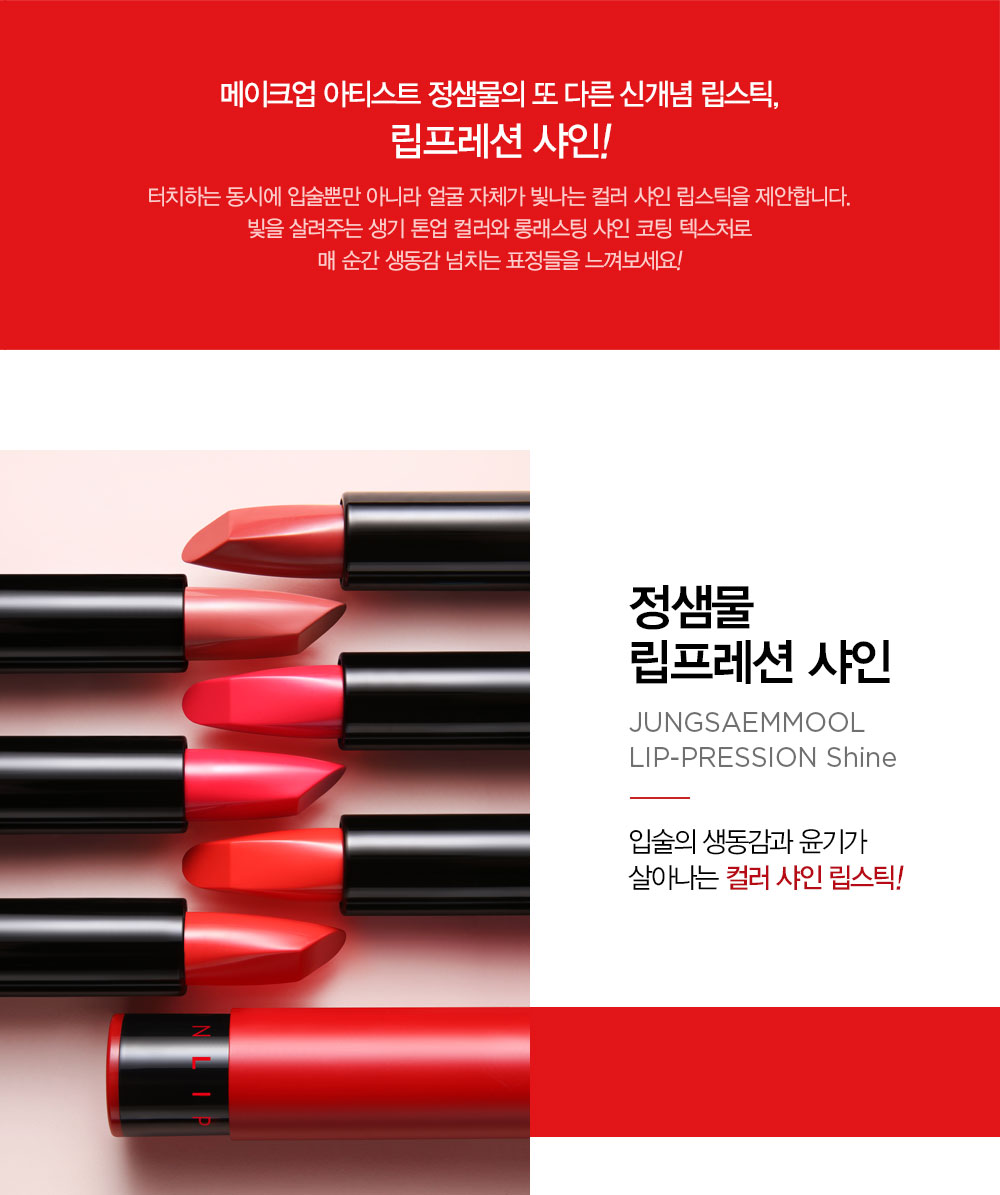 메이크업 아티스트 정샘물의 또 다른 신개념 립스틱,
립프레션 샤인!
터치하는 동시에 입술뿐만 아니라 얼굴 자체가 빛나는 컬러 샤인 립스틱을 제안합니다.
빛을 살려주는 생기 톤업 컬러와 롱래스팅 샤인 코팅 텍스처로
매 순간 생동감 넘치는 표정들을 느껴보세요!
정샘물
립프레션 샤인
JUNGSAEMMOOL
LIP-PRESSION Shine
입술의 생동감과 윤기가
살아나는 컬러 샤인 립스틱!
N L I P